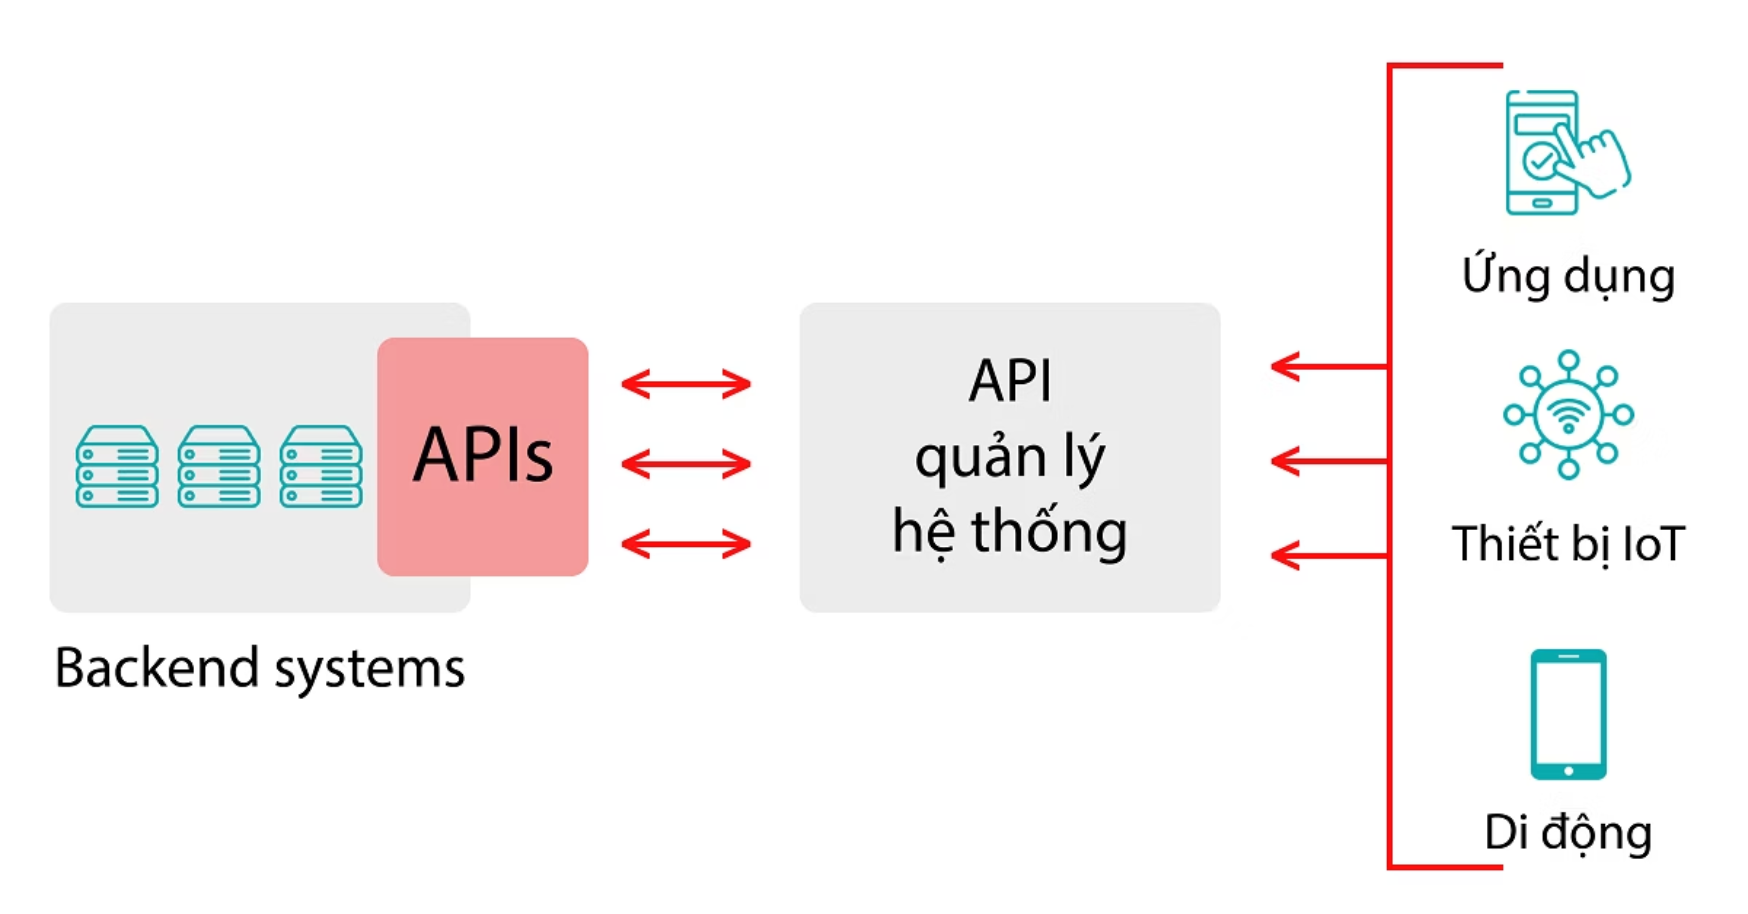 APIs
Backend systems
API
quản lý
hệ thống
Ứng dụng
Thiết bị IoT
Di động